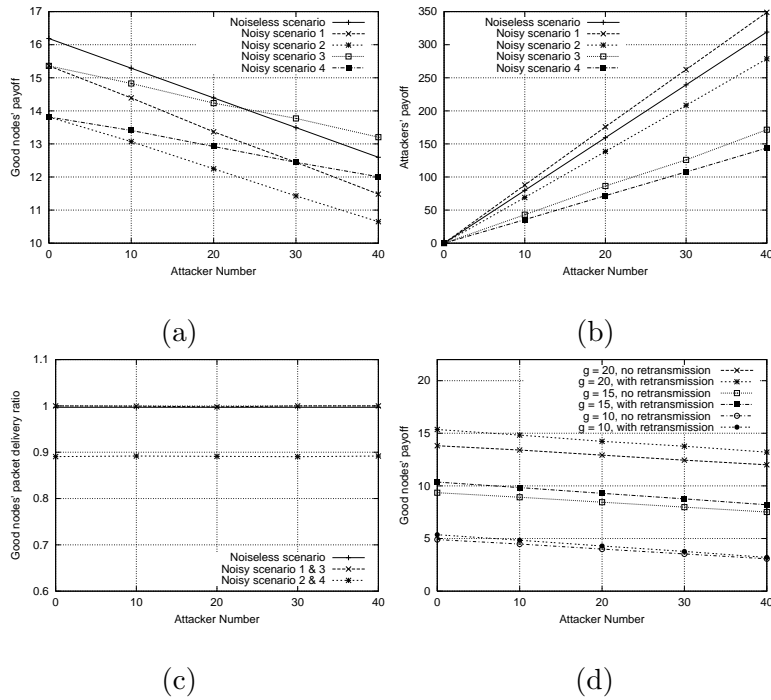 17
16
15
14
13
12
11
10
0
10
20
30
40
Good nodes' payoff
Attacker Number
Noiseless scenario
Noisy scenario 1
Noisy scenario 2
Noisy scenario 3
Noisy scenario 4
(a)
350
300
250
200
150
100
50
0
0
10
20
30
40
Attackers' payoff
Attacker Number
Noiseless scenario
Noisy scenario 1
Noisy scenario 2
Noisy scenario 3
Noisy scenario 4
(b)
1.1
1
0.9
0.8
0.7
0.6
0
10
20
30
40
Good nodes' packet delivery ratio
Attacker Number
Noiseless scenario
Noisy scenario 1 & 3
Noisy scenario 2 & 4
(c)
20
15
10
5
0
0
10
20
30
40
Good nodes' payoff
Attacker Number
g = 20, no retransmission
g = 20, with retransmission
g = 15, no retransmission
g = 15, with retransmission
g = 10, no retransmission
g = 10, with retransmission
(d)